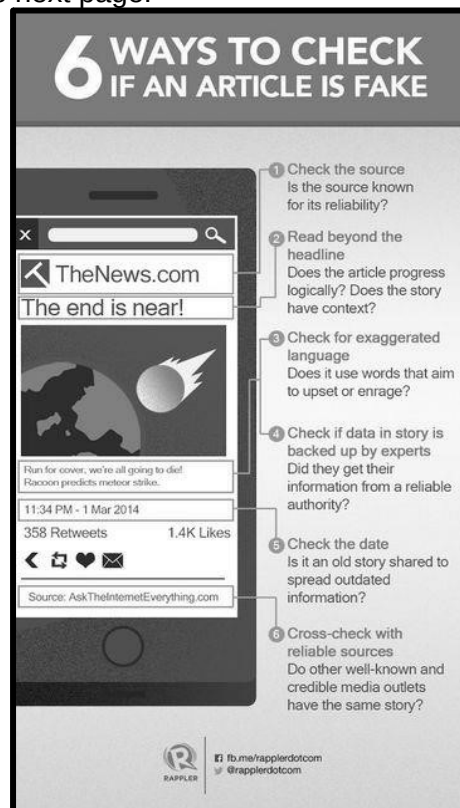 next page.
6 WAYS TO CHECK
IF AN ARTICLE IS FAKE
TheNews.com
The end is near!
Run for cover, we're all going to die!
Racoon predicts meteor strike.
11:34 PM - 1 Mar 2014
358 Retweets 1.4K Likes
Source: AskTheInternetEverything.com
1 Check the source
Is the source known
for its reliability?
2 Read beyond the
headline
Does the article progress
logically? Does the story
have context?
3 Check for exaggerated
language
Does it use words that aim
to upset or enrage?
4 Check if data in story is
backed up by experts
Did they get their
information from a reliable
authority?
5 Check the date
Is it an old story shared to
spread outdated
information?
6 Cross-check with
reliable sources
Do other well-known and
credible media outlets
have the same story?
RAPPLER
fb.me/rapplerdotcom
@rapplerdotcom